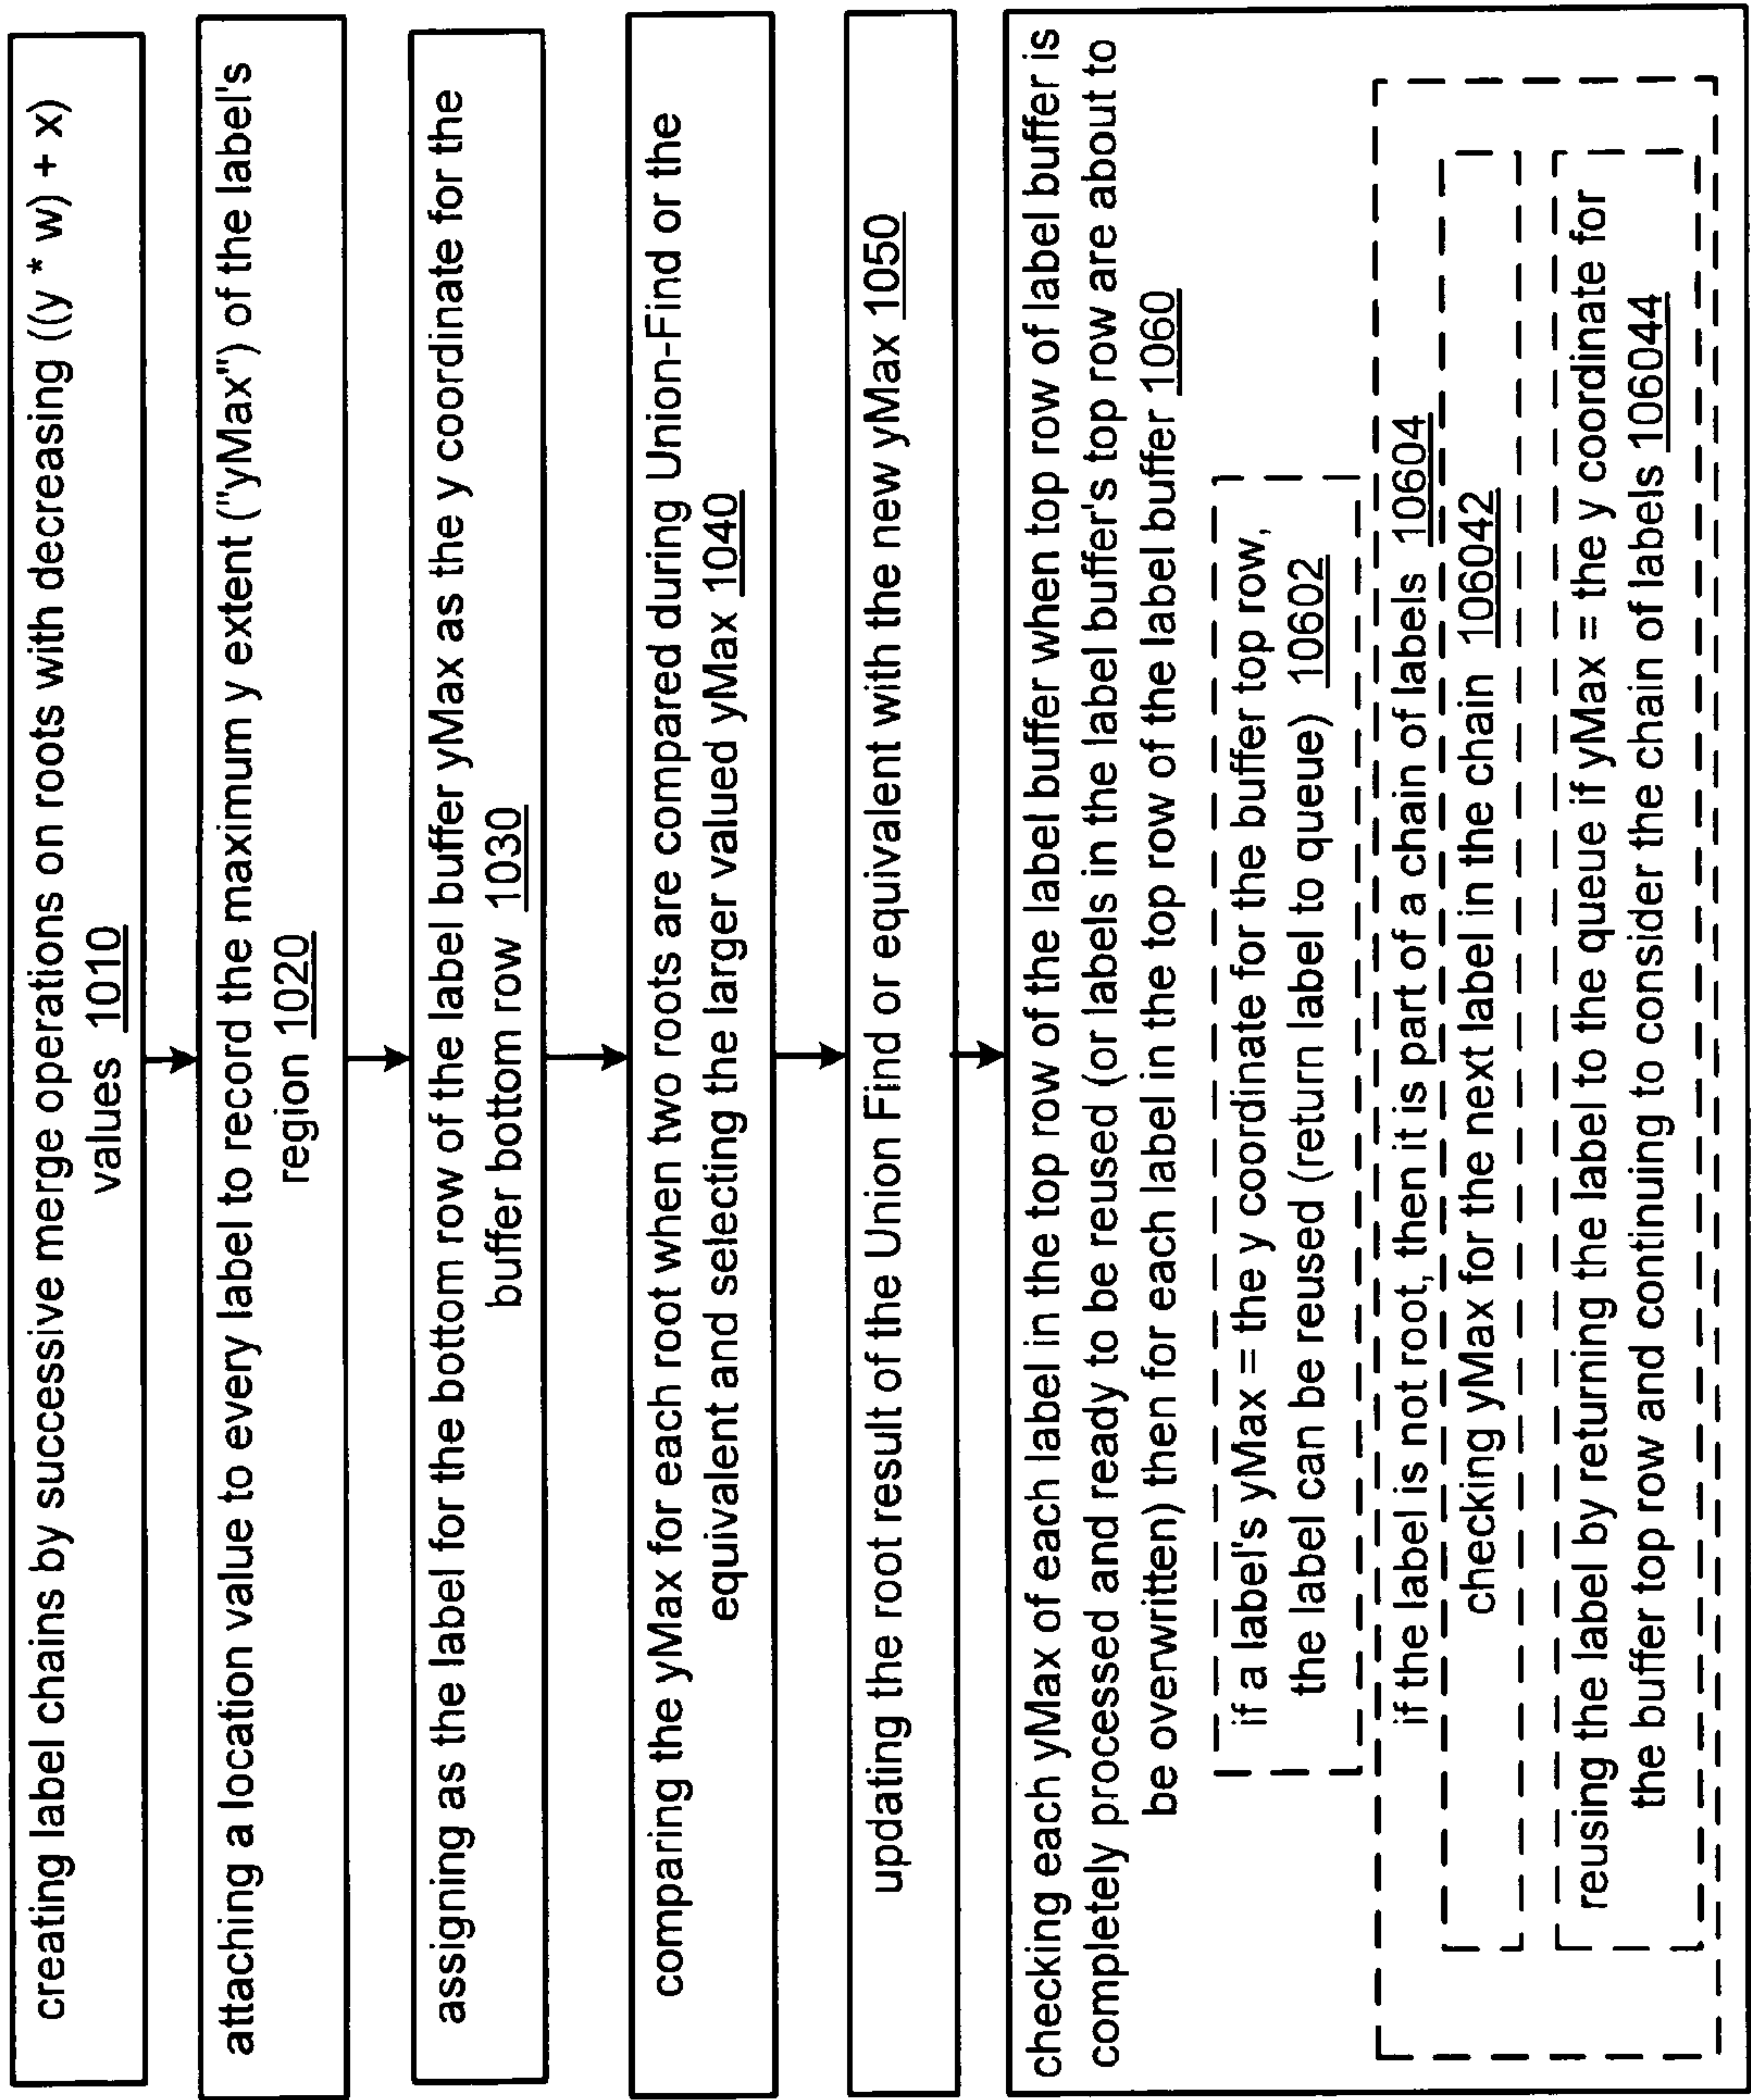 creating label chains by successive merge operations on roots with decreasing ((y * w) + x)
values 1010
attaching a location value to every label to record the maximum y extent ("yMax") of the label's
region 1020
assigning as the label for the bottom row of the label buffer yMax as the y coordinate for the
buffer bottom row 1030
comparing the yMax for each root when two roots are compared during Union-Find or the
equivalent and selecting the larger valued yMax 1040
updating the root result of the Union Find or equivalent with the new yMax 1050
checking each yMax of each label in the top row of the label buffer when top row of label buffer is
completely processed and ready to be reused (or labels in the label buffer's top row are about to
be overwritten) then for each label in the top row of the label buffer 1060
if a label's yMax = the y coordinate for the buffer top row,
the label can be reused (return label to queue) 10602
if the label is not root, then it is part of a chain of labels 10604
checking yMax for the next label in the chain 106042
reusing the label by returning the label to the queue if yMax = the y coordinate for
the buffer top row and continuing to consider the chain of labels 106044